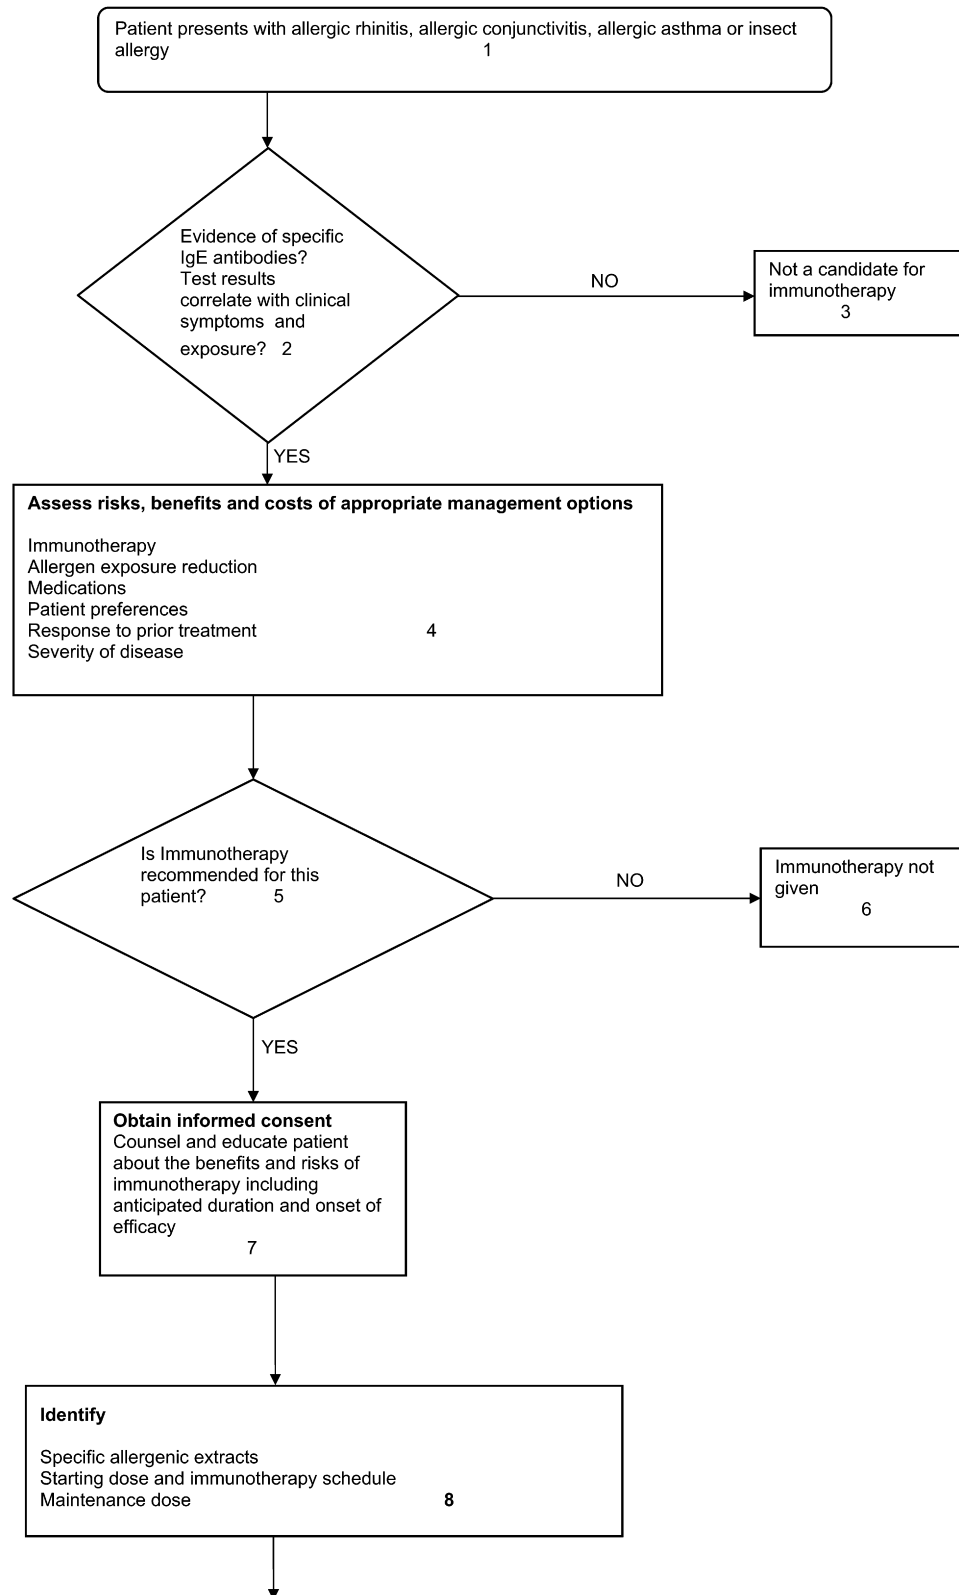 Patient presents with allergic rhinitis, allergic conjunctivitis, allergic asthma or insect
allergy 1
Evidence of specific
IgE antibodies?
Test results
correlate with clinical
symptoms and
exposure? 2
NO
Not a candidate for
immunotherapy
3
YES
Assess risks, benefits and costs of appropriate management options
Immunotherapy
Allergen exposure reduction
Medications
Patient preferences
Response to prior treatment 4
Severity of disease
Is Immunotherapy
recommended for this
patient? 5
NO
Immunotherapy not
given
6
YES
Obtain informed consent
Counsel and educate patient
about the benefits and risks of
immunotherapy including
anticipated duration and onset of
efficacy
7
Identify
Specific allergenic extracts
Starting dose and immunotherapy schedule
Maintenance dose 8